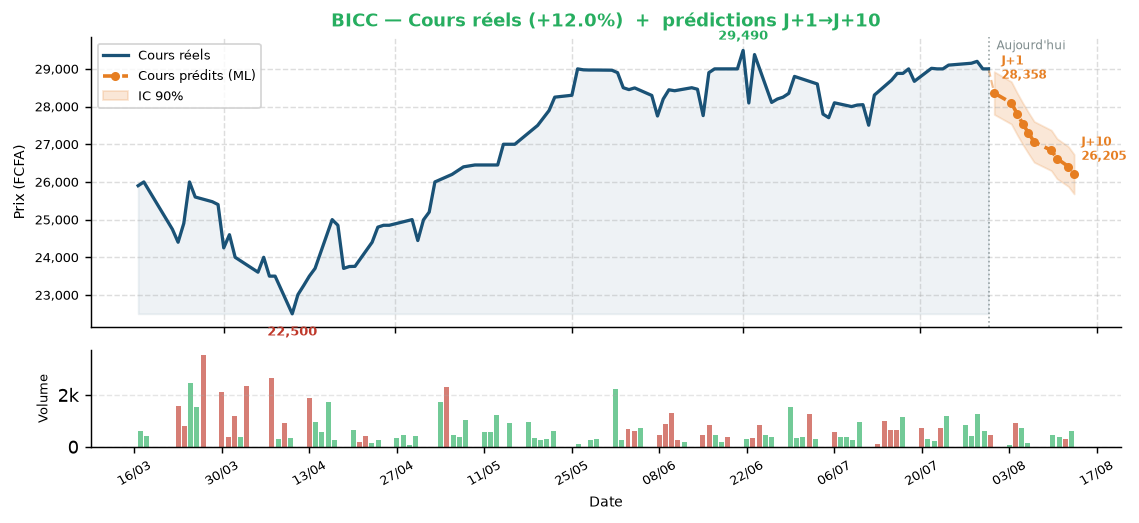 BICC — Cours réels (+12.0%)  +  prédictions J+1→J+10
29,490
Cours réels
Cours prédits (ML)
IC 90%
Aujourd'hui
J+1
28,358
J+10
26,205
22,500
Prix (FCFA)
29,000
28,000
27,000
26,000
25,000
24,000
23,000
Volume
2k
0
16/03
30/03
13/04
27/04
11/05
25/05
08/06
22/06
06/07
20/07
03/08
17/08
Date